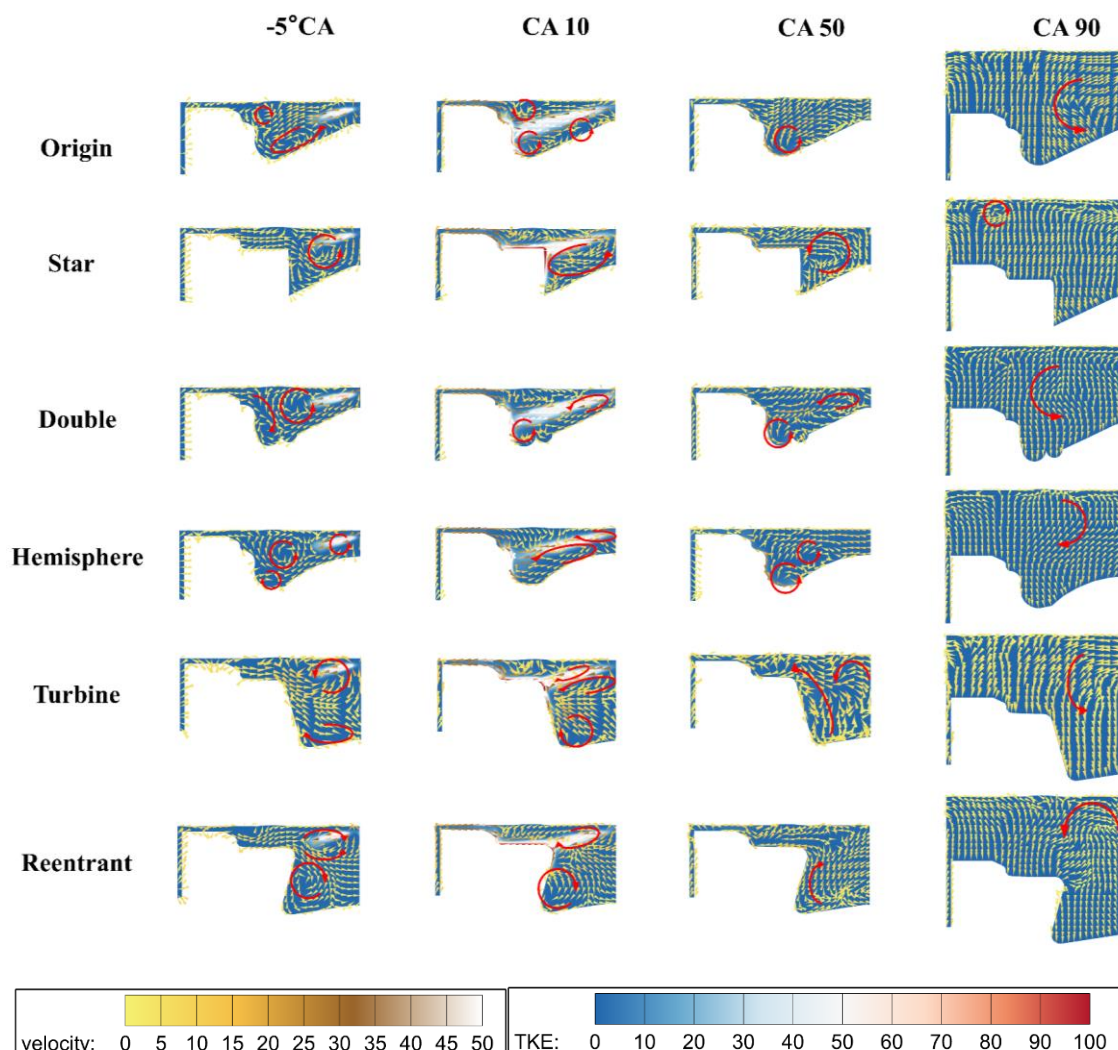 -5°CA CA 10 CA 50 CA 90
Origin
Star
Double
Hemisphere
Turbine
Reentrant
velocity: 0 5 10 15 20 25 30 35 40 45 50
TKE: 0 10 20 30 40 50 60 70 80 90 100